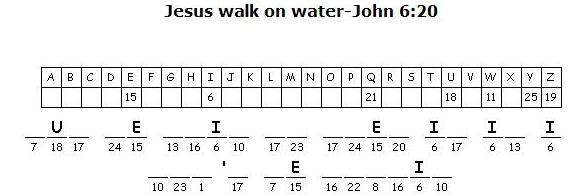 Jesus walk on water-John 6:20
A B C D E F G H I J K L M N O P Q R S T U V W X Y Z
15 6 21 18 11 25 19
U E I E I I I
7 18 17 24 15 13 16 6 10 17 23 17 24 15 20 6 17 6 13 6
' E I
10 23 1 17 7 15 16 22 8 16 6 10